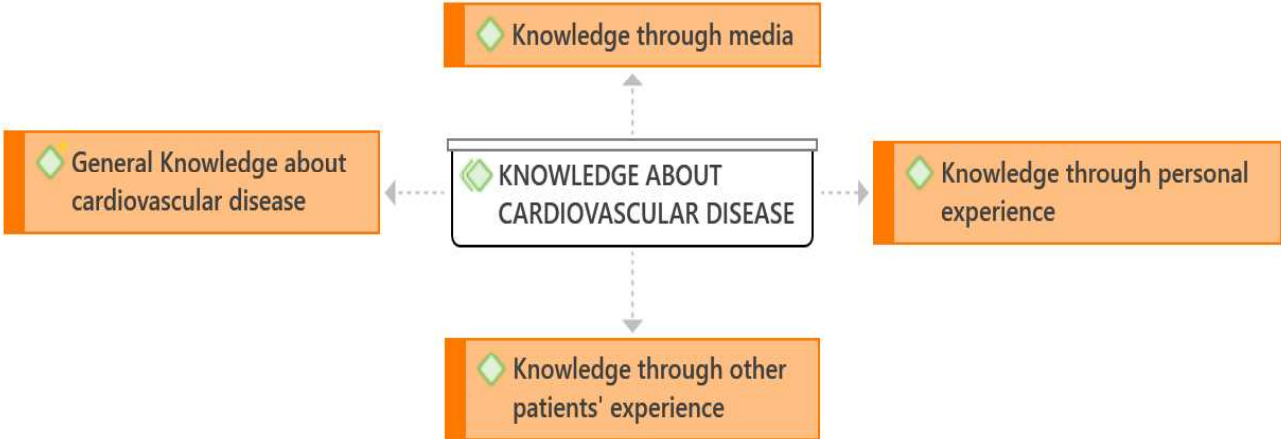 Knowledge through media
General Knowledge about
cardiovascular disease
KNOWLEDGE ABOUT
CARDIOVASCULAR DISEASE
Knowledge through personal
experience
Knowledge through other
patients' experience